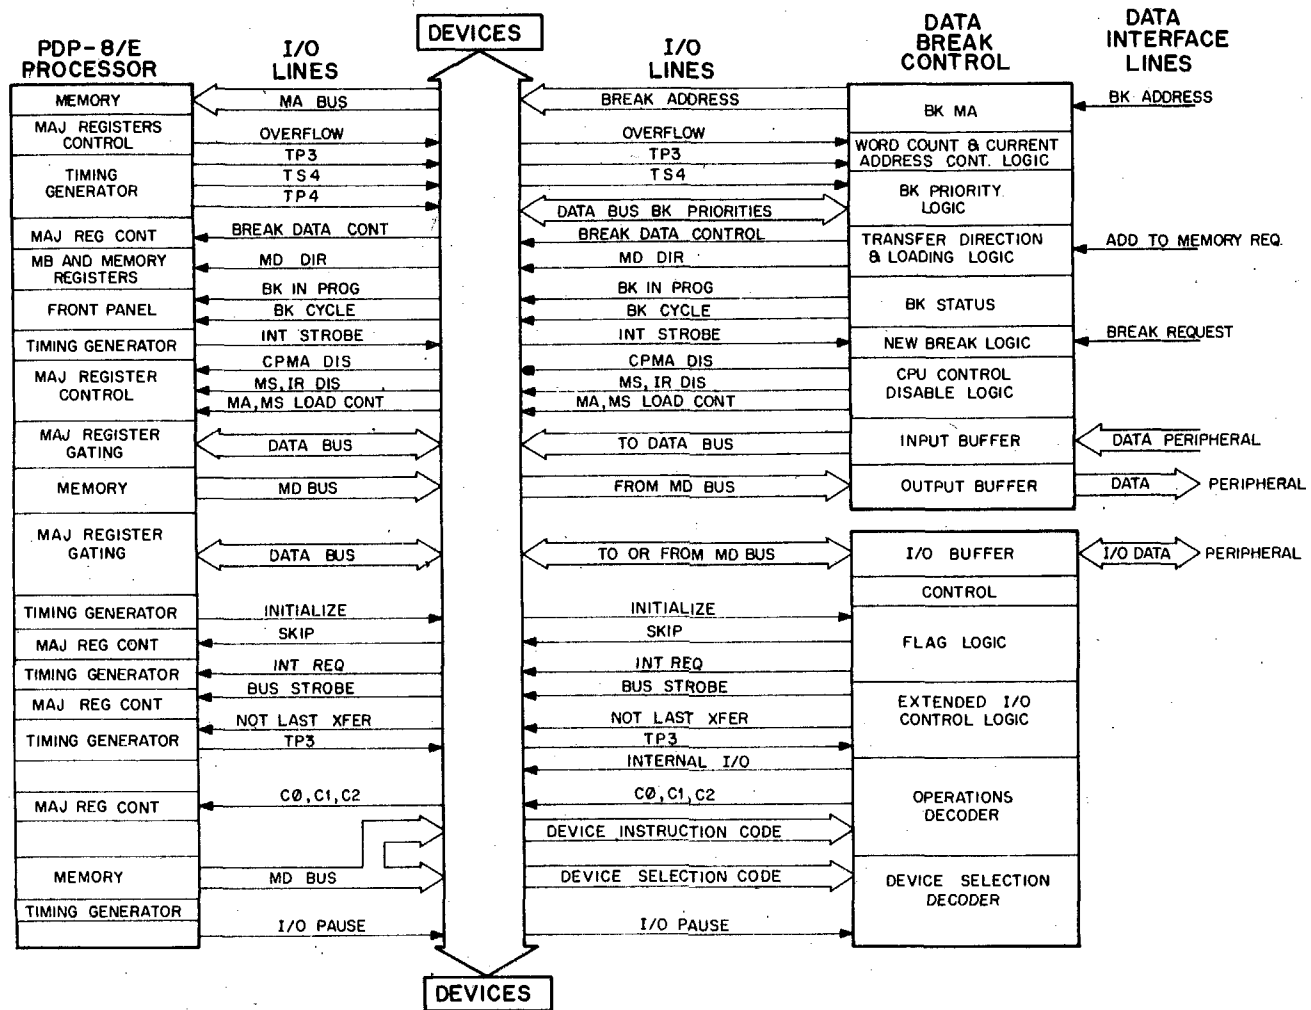 DEVICES
PDP-8/E
PROCESSOR
I/O
LINES
I/O
LINES
DATA
BREAK
CONTROL
DATA
INTERFACE
LINES
MEMORY
MA BUS
BREAK ADDRESS
BK MA
BK ADDRESS
MAJ REGISTERS
CONTROL
OVERFLOW
OVERFLOW
WORD COUNT & CURRENT
ADDRESS CONT. LOGIC
TP3
TP3
TIMING
GENERATOR
TS4
TS4
TP4
BK PRIORITY
LOGIC
DATA BUS BK PRIORITIES
MAJ REG CONT
BREAK DATA CONT
BREAK DATA CONTROL
TRANSFER DIRECTION
& LOADING LOGIC
ADD TO MEMORY REQ.
MB AND MEMORY
REGISTERS
MD DIR
MD DIR
FRONT PANEL
BK IN PROG
BK IN PROG
BK STATUS
BK CYCLE
BK CYCLE
TIMING GENERATOR
INT STROBE
INT STROBE
NEW BREAK LOGIC
BREAK REQUEST
MAJ REGISTER
CONTROL
CPMA DIS
CPMA DIS
CPU CONTROL
DISABLE LOGIC
MS, IR DIS
MS, IR DIS
MA,MS LOAD CONT
MA,MS LOAD CONT
MAJ REGISTER
GATING
DATA BUS
TO DATA BUS
INPUT BUFFER
DATA PERIPHERAL
MEMORY
MD BUS
FROM MD BUS
OUTPUT BUFFER
DATA
PERIPHERAL
MAJ REGISTER
GATING
DATA BUS
TO OR FROM MD BUS
I/O BUFFER
I/O DATA
PERIPHERAL
CONTROL
TIMING GENERATOR
INITIALIZE
INITIALIZE
FLAG LOGIC
MAJ REG CONT
SKIP
SKIP
TIMING GENERATOR
INT REQ
INT REQ
MAJ REG CONT
BUS STROBE
BUS STROBE
EXTENDED I/O
CONTROL LOGIC
TIMING GENERATOR
NOT LAST XFER
NOT LAST XFER
TP3
TP3
INTERNAL I/O
MAJ REG CONT
CØ,C1,C2
CØ,C1,C2
OPERATIONS
DECODER
DEVICE INSTRUCTION CODE
MEMORY
MD BUS
DEVICE SELECTION CODE
DEVICE SELECTION
DECODER
TIMING GENERATOR
I/O PAUSE
I/O PAUSE
DEVICES